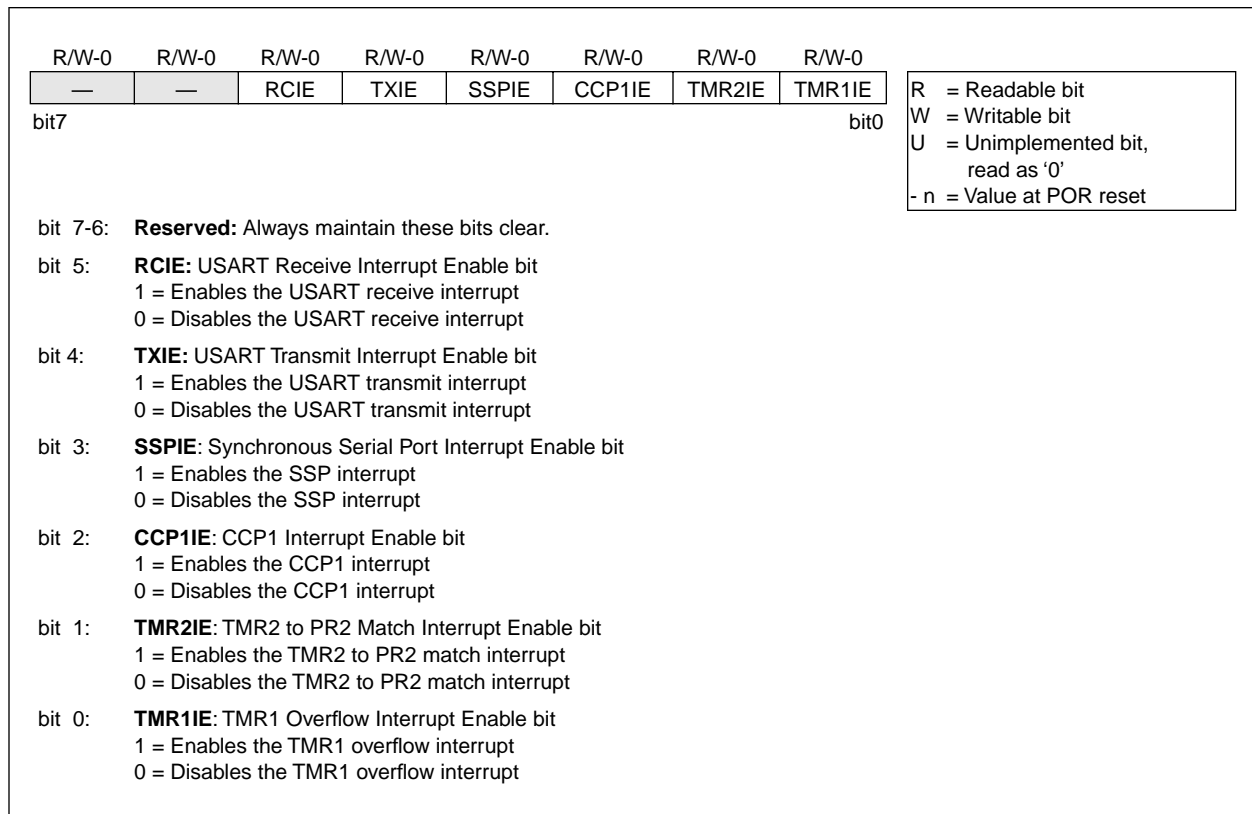 R/W-0 R/W-0 R/W-0 R/W-0 R/W-0 R/W-0 R/W-0 R/W-0
— — RCIE TXIE SSPIE CCP1IE TMR2IE TMR1IE
bit7 bit0
R = Readable bit
W = Writable bit
U = Unimplemented bit,
read as ‘0’
- n = Value at POR reset
bit 7-6: Reserved: Always maintain these bits clear.
bit 5: RCIE: USART Receive Interrupt Enable bit
1 = Enables the USART receive interrupt
0 = Disables the USART receive interrupt
bit 4: TXIE: USART Transmit Interrupt Enable bit
1 = Enables the USART transmit interrupt
0 = Disables the USART transmit interrupt
bit 3: SSPIE: Synchronous Serial Port Interrupt Enable bit
1 = Enables the SSP interrupt
0 = Disables the SSP interrupt
bit 2: CCP1IE: CCP1 Interrupt Enable bit
1 = Enables the CCP1 interrupt
0 = Disables the CCP1 interrupt
bit 1: TMR2IE: TMR2 to PR2 Match Interrupt Enable bit
1 = Enables the TMR2 to PR2 match interrupt
0 = Disables the TMR2 to PR2 match interrupt
bit 0: TMR1IE: TMR1 Overflow Interrupt Enable bit
1 = Enables the TMR1 overflow interrupt
0 = Disables the TMR1 overflow interrupt